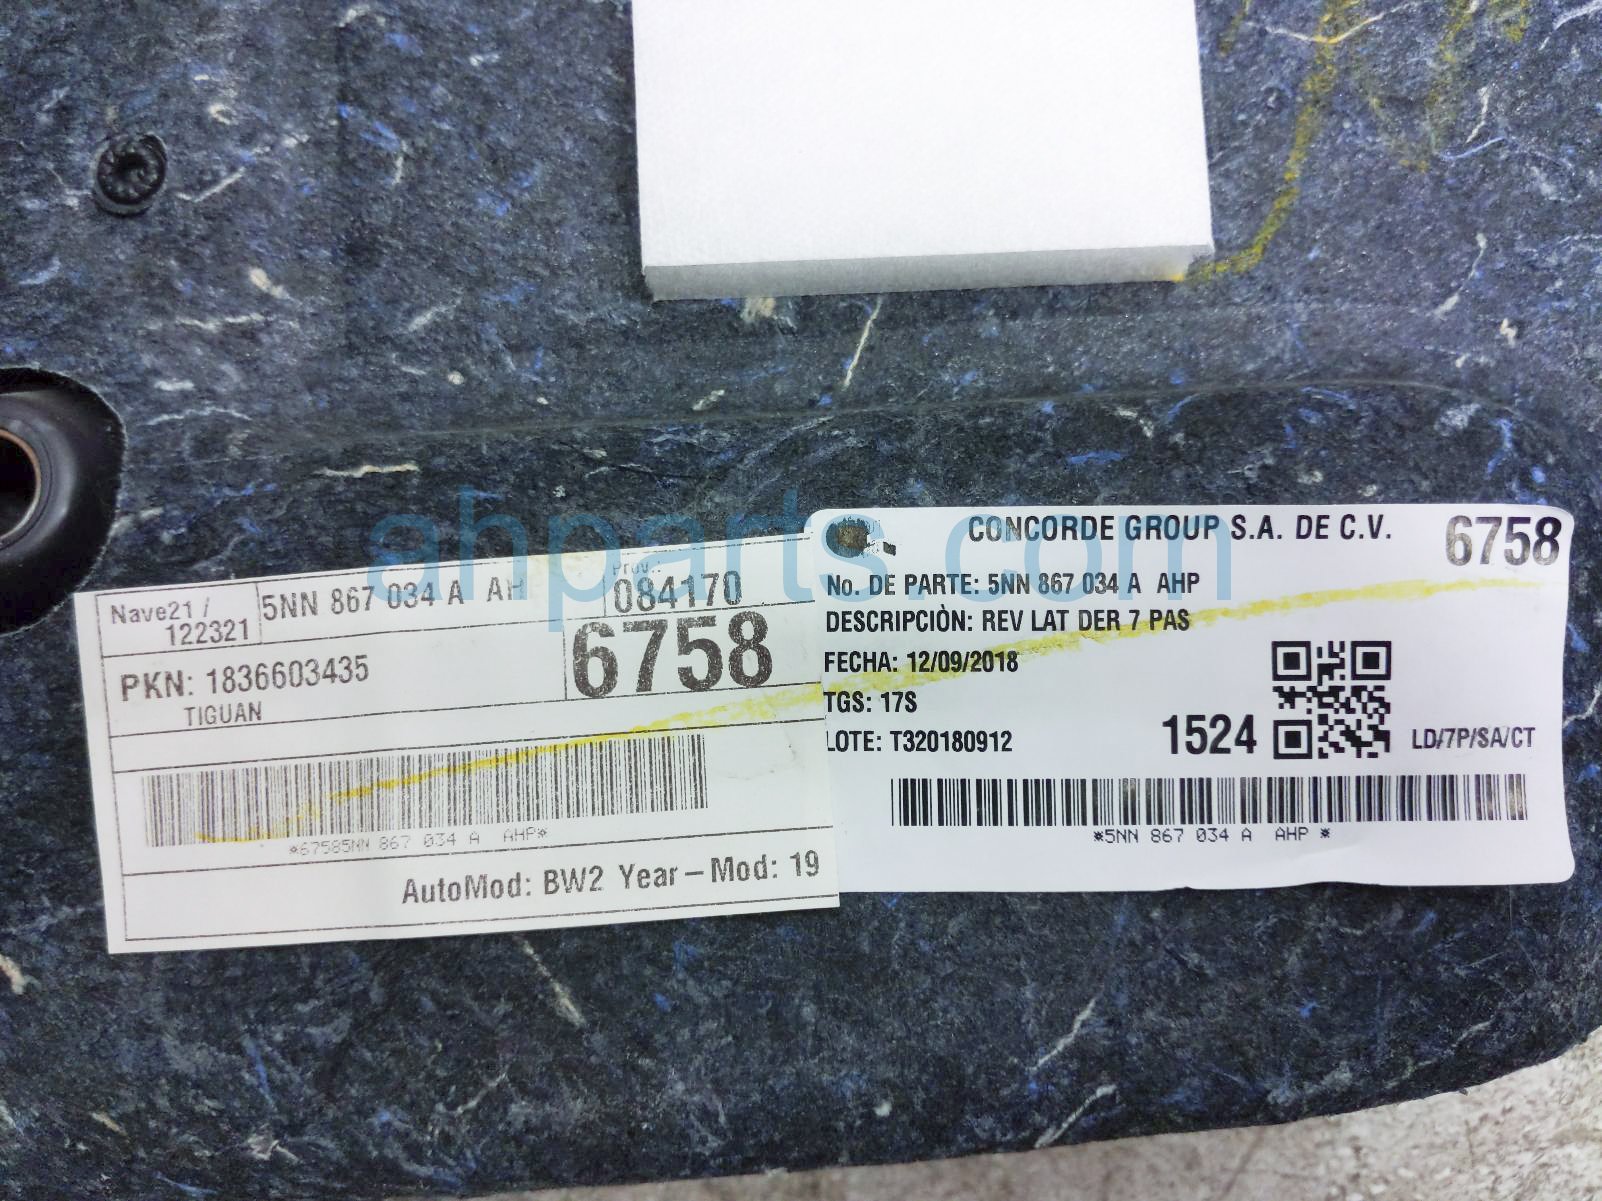 Nave21 /
122321
5NN 867 034 A AH
Prov.:
084170
6758
PKN: 1836603435
TIGUAN
*67585NN 867 034 A AHP*
AutoMod: BW2 Year-Mod: 19
CONCORDE GROUP S.A. DE C.V.
6758
No. DE PARTE: 5NN 867 034 A AHP
DESCRIPCIÒN: REV LAT DER 7 PAS
FECHA: 12/09/2018
TGS: 17S
LOTE: T320180912
1524
LD/7P/SA/CT
*5NN 867 034 A AHP *
ahparts.com